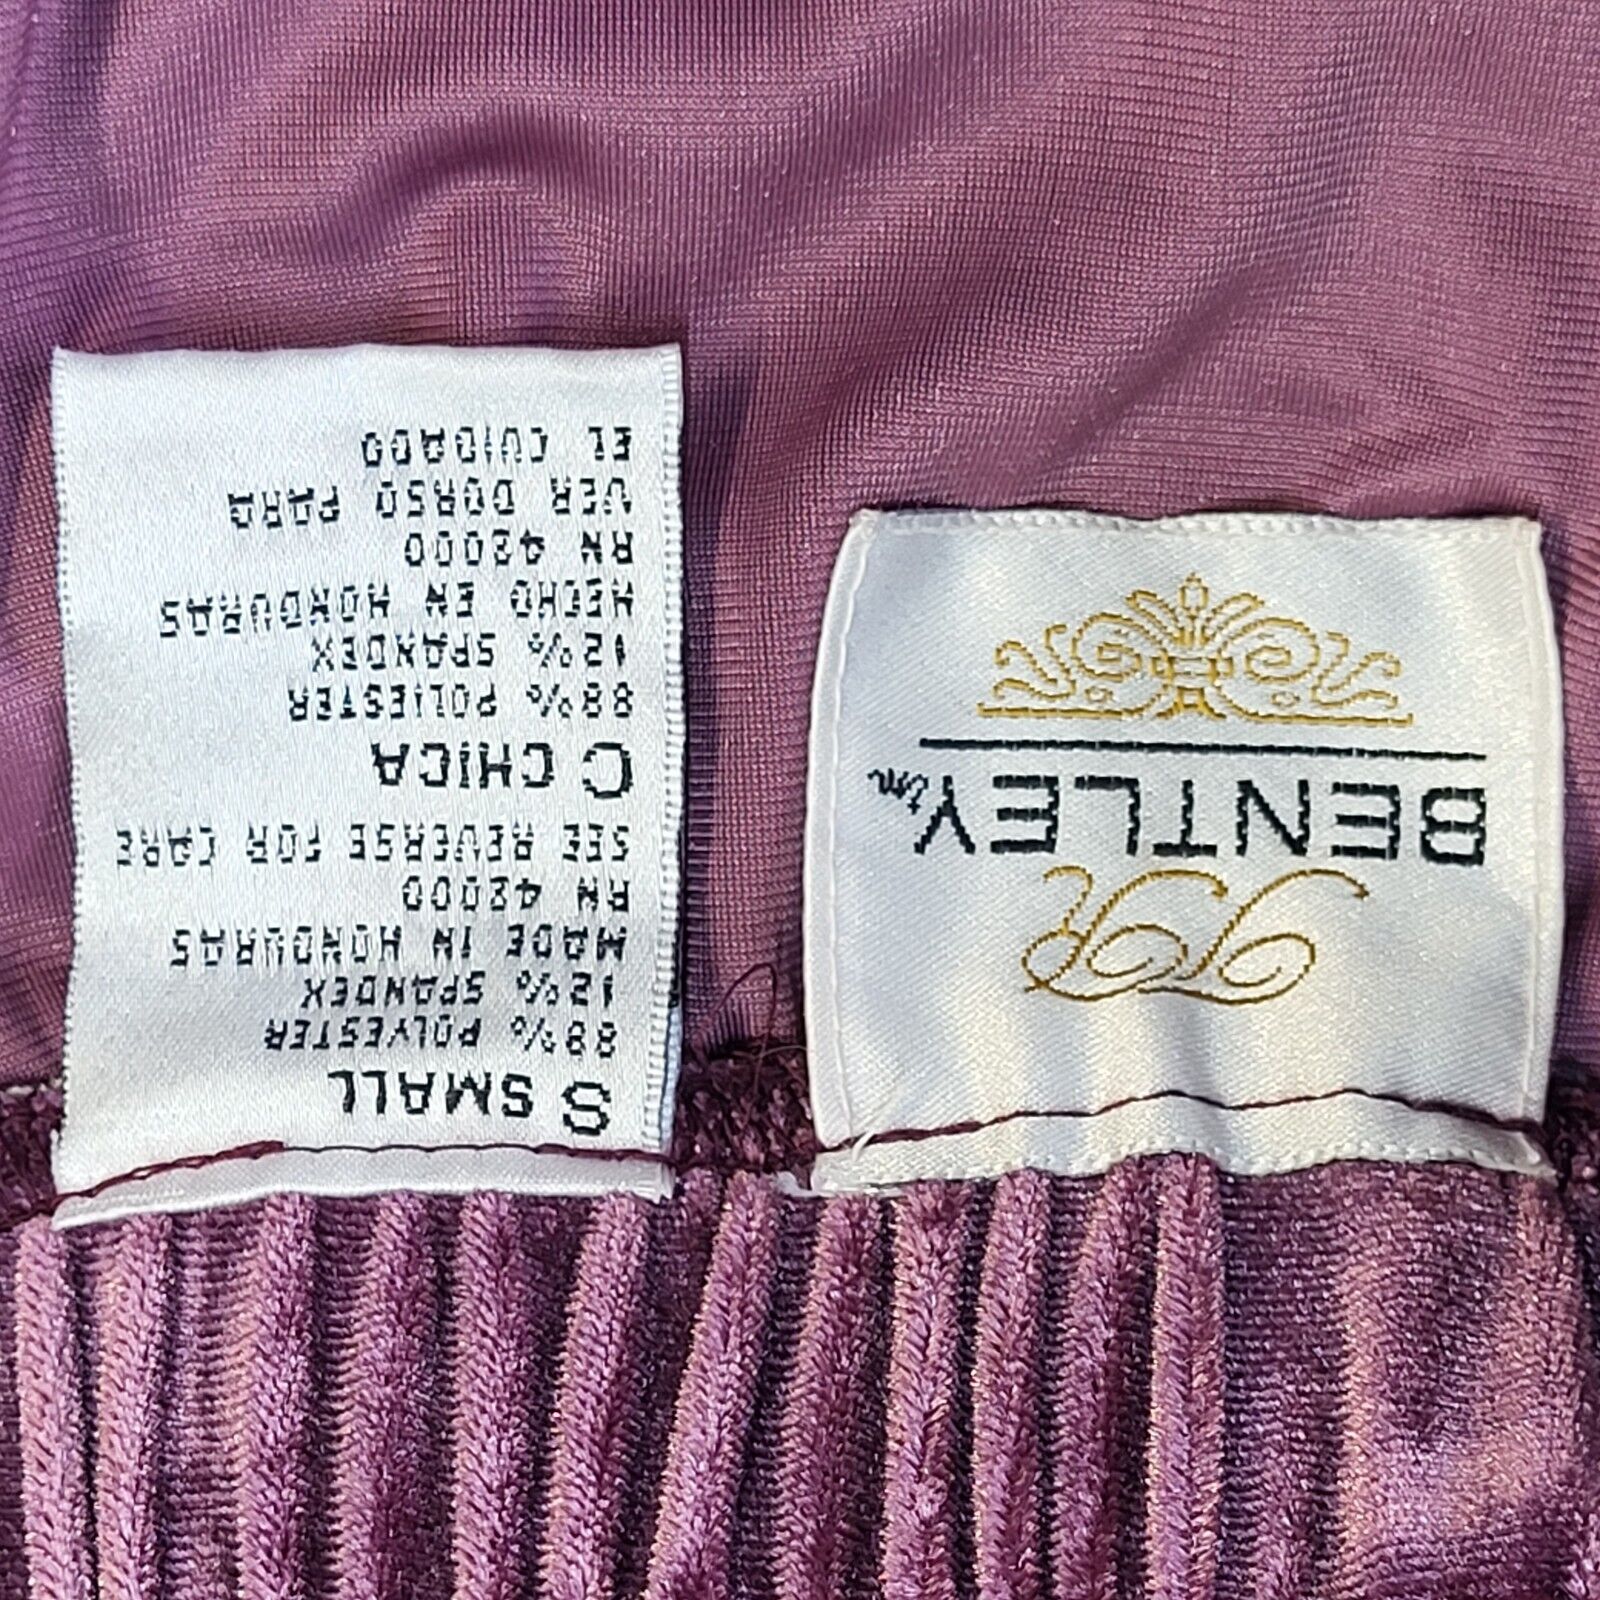 S SMALL
88% POLYESTER
12% SPANDEX
MADE IN HONDURAS
RN 48000
SEE REVERSE FOR CARE
C CHICA
88% POLIESTER
12% SPANDEX
HECHO EN HONDURAS
RN 48000
VER DORSO PARA
EL CUIDADO
BENTLEY tm